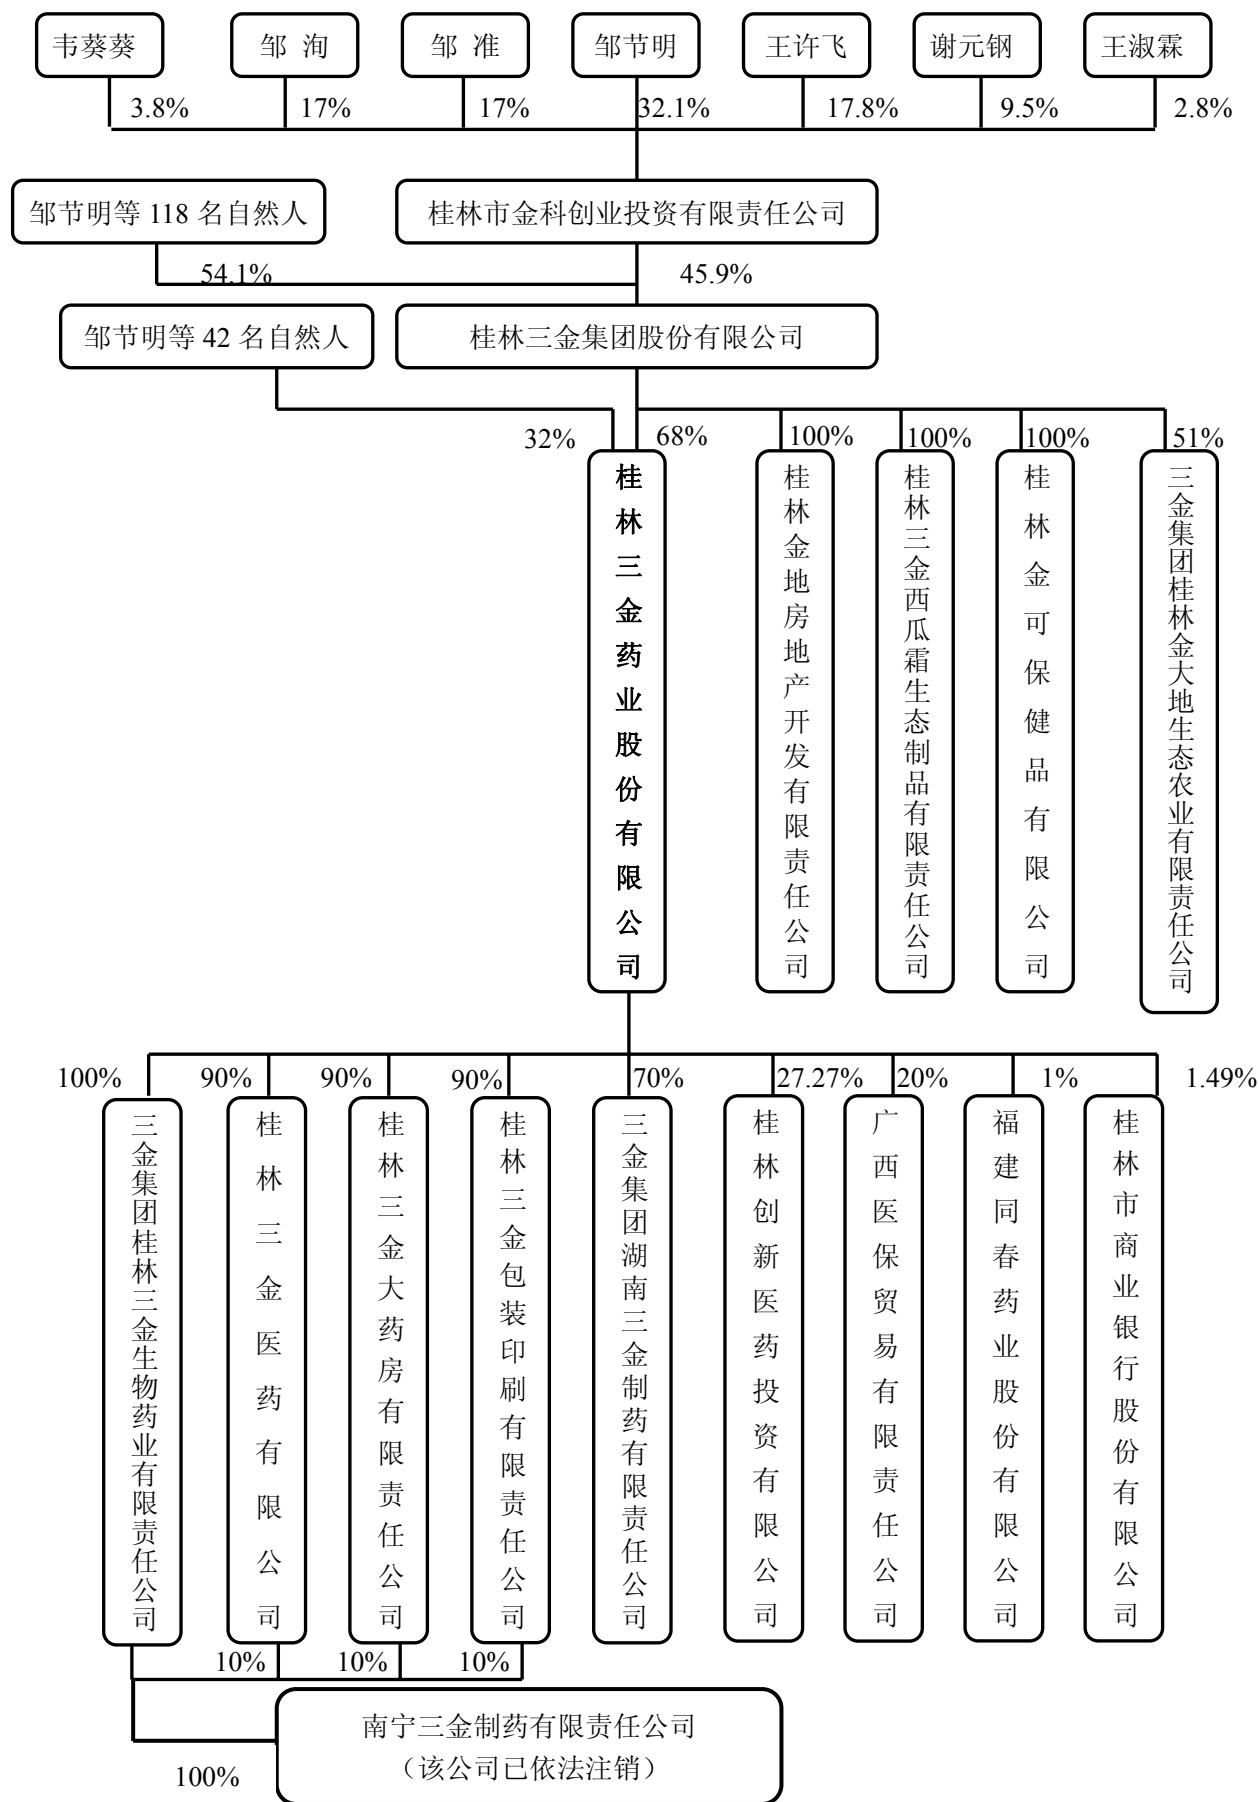 韦葵葵
邹 洵
邹 准
邹节明
王许飞
谢元钢
王淑霖
3.8%
17%
17%
32.1%
17.8%
9.5%
2.8%
邹节明等 118 名自然人
桂林市金科创业投资有限责任公司
54.1%
45.9%
邹节明等 42 名自然人
桂林三金集团股份有限公司
32%
68%
100%
100%
100%
51%
桂林三金药业股份有限公司
桂林金地房地产开发有限责任公司
桂林三金西瓜霜生态制品有限责任公司
桂林金可保健品有限公司
三金集团桂林金大地生态农业有限责任公司
100%
90%
90%
90%
70%
27.27%
20%
1%
1.49%
三金集团桂林三金生物药业有限责任公司
桂林三金医药有限公司
桂林三金大药房有限责任公司
桂林三金包装印刷有限责任公司
三金集团湖南三金制药有限责任公司
桂林创新医药投资有限公司
广西医保贸易有限责任公司
福建同春药业股份有限公司
桂林市商业银行股份有限公司
10%
10%
10%
南宁三金制药有限责任公司
（该公司已依法注销）
100%